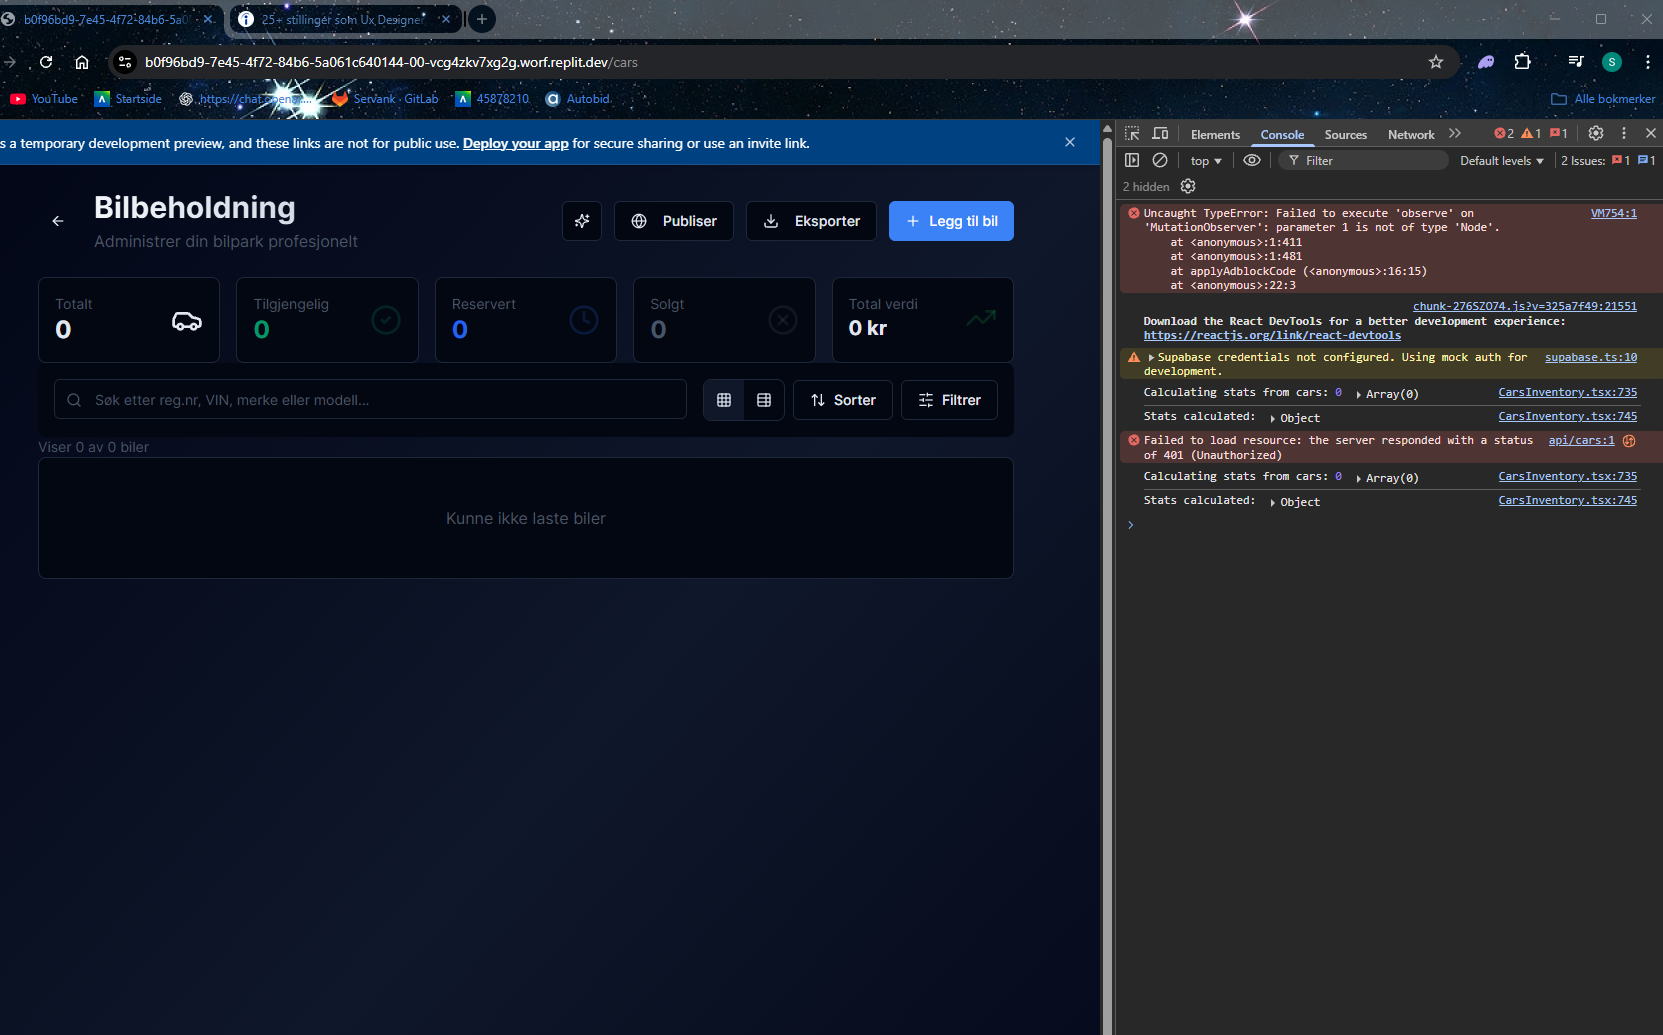 b0f96bd9-7e45-4f72-84b6-5a0
25+ stillinger som Ux Designer
b0f96bd9-7e45-4f72-84b6-5a061c640144-00-vcg4zkv7xg2g.worf.replit.dev/cars
S
YouTube
Startside
https://chat.openai....
Servank · GitLab
45878210
Autobid
Alle bokmerker
s a temporary development preview, and these links are not for public use. Deploy your app for secure sharing or use an invite link.
Bilbeholdning
Administrer din bilpark profesjonelt
Publiser
Eksporter
Legg til bil
Totalt
0
Tilgjengelig
0
Reservert
0
Solgt
0
Total verdi
0 kr
Søk etter reg.nr, VIN, merke eller modell...
Sorter
Filtrer
Viser 0 av 0 biler
Kunne ikke laste biler
Elements
Console
Sources
Network
2
1
1
top
Filter
Default levels
2 Issues: 1 1
2 hidden
Uncaught TypeError: Failed to execute 'observe' on VM754:1
'MutationObserver': parameter 1 is not of type 'Node'.
at <anonymous>:1:411
at <anonymous>:1:481
at applyAdblockCode (<anonymous>:16:15)
at <anonymous>:22:3
chunk-276SZO74.js?v=325a7f49:21551
Download the React DevTools for a better development experience:
https://reactjs.org/link/react-devtools
Supabase credentials not configured. Using mock auth for supabase.ts:10
development.
Calculating stats from cars: 0 Array(0) CarsInventory.tsx:735
Stats calculated: Object CarsInventory.tsx:745
Failed to load resource: the server responded with a status api/cars:1
of 401 (Unauthorized)
Calculating stats from cars: 0 Array(0) CarsInventory.tsx:735
Stats calculated: Object CarsInventory.tsx:745